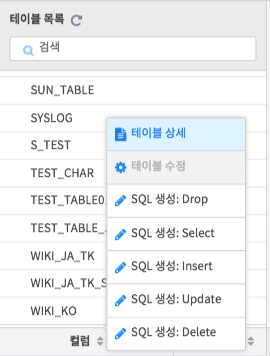 테이블 목록
검색
SUN_TABLE
SYSLOG
S_TEST
TEST_CHAR
TEST_TABLE0
TEST_TABLE_
WIKI_JA_TK
WIKI_JA_TK_S
WIKI_KO
컬럼
테이블 상세
테이블 수정
SQL 생성: Drop
SQL 생성: Select
SQL 생성: Insert
SQL 생성: Update
SQL 생성: Delete